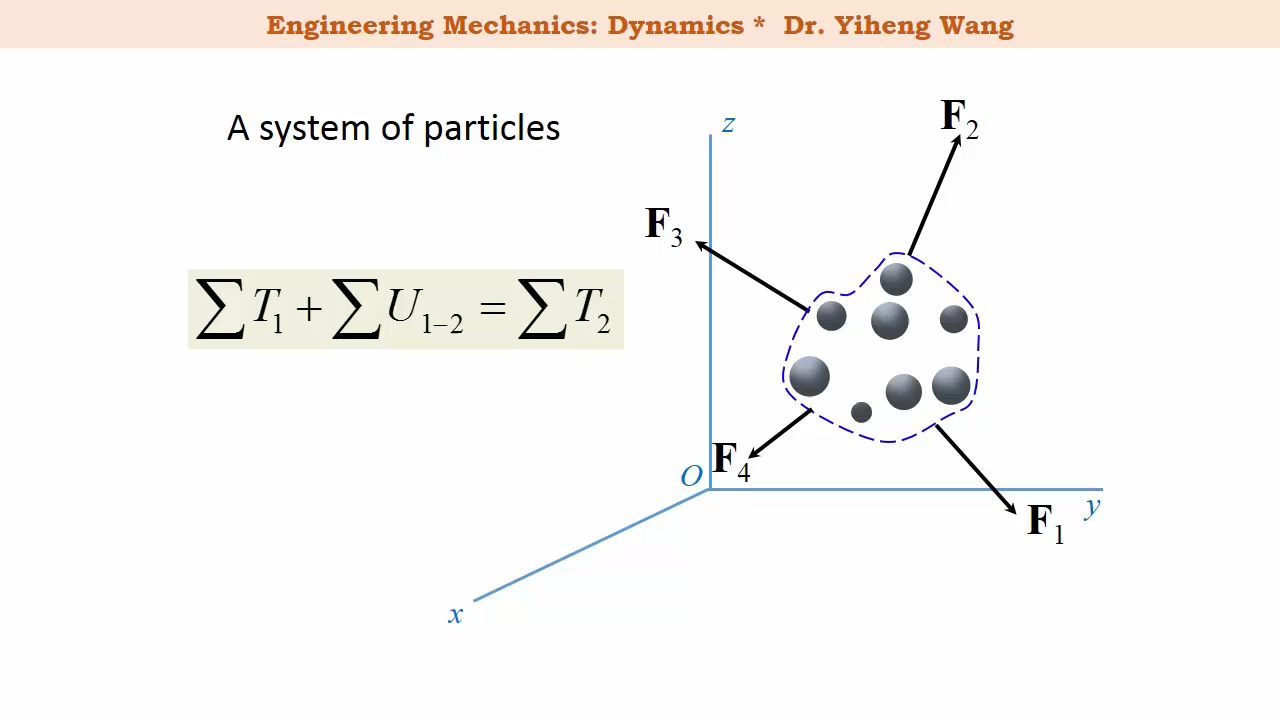 Engineering Mechanics: Dynamics * Dr. Yiheng Wang
A system of particles
∑T₁ + ∑U₁₋₂ = ∑T₂
z
F₂
F₃
F₄
O
y
F₁
x